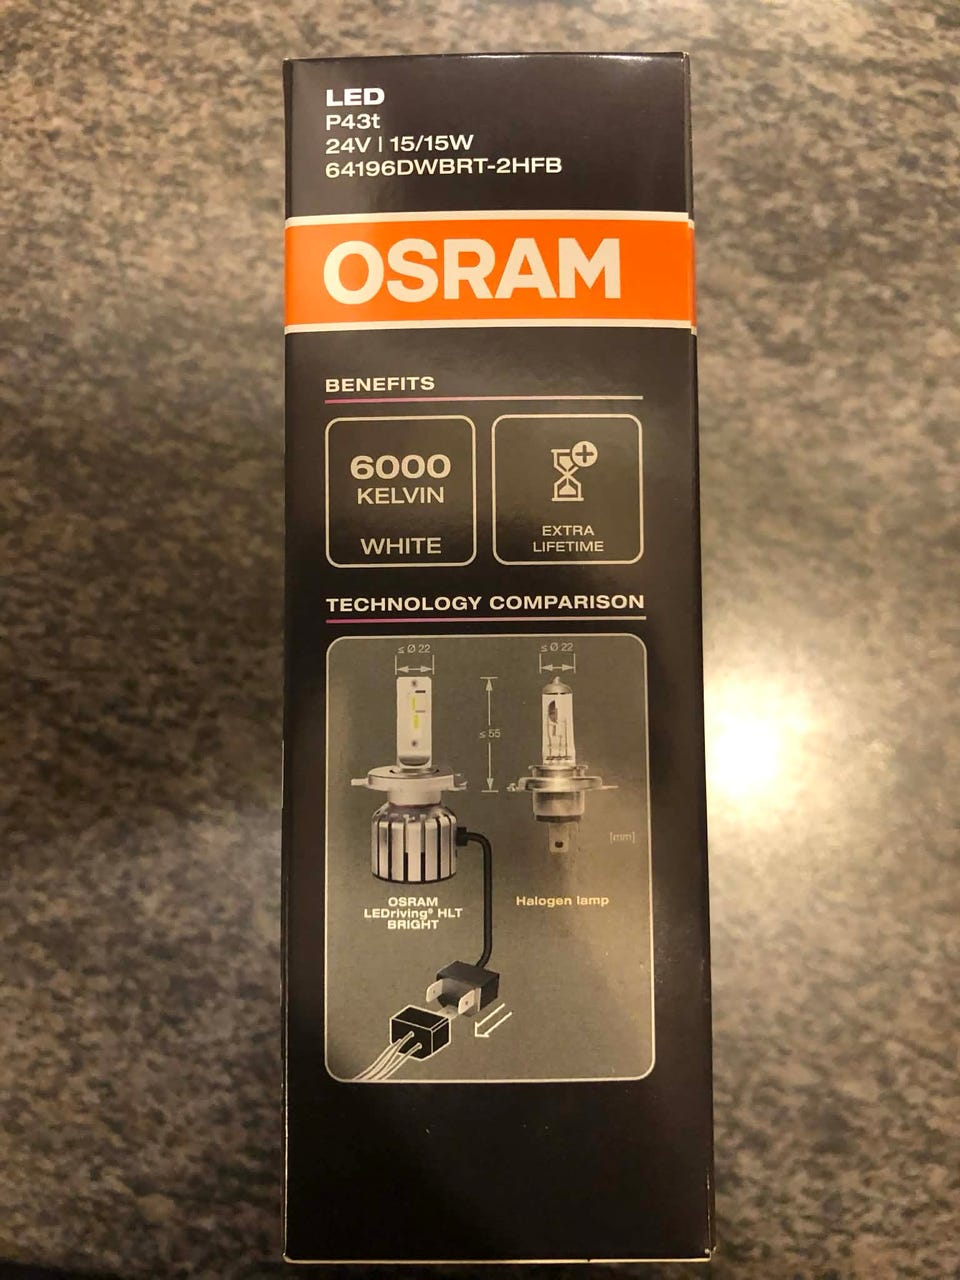 LED
P43t
24V | 15/15W
64196DWBRT-2HFB
OSRAM
BENEFITS
6000
KELVIN
WHITE
EXTRA
LIFETIME
TECHNOLOGY COMPARISON
≤ Ø 22
≤ Ø 22
≤ 55
[mm]
OSRAM
LEDriving® HLT
BRIGHT
Halogen lamp